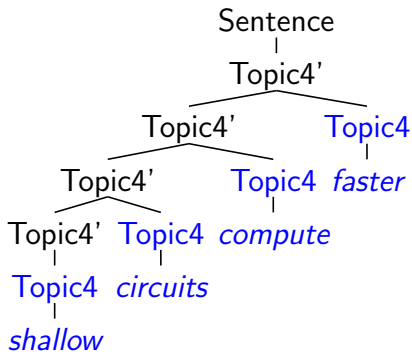 Sentence
Topic4'
Topic4' Topic4
Topic4' Topic4 faster
Topic4' Topic4 compute
Topic4 circuits
shallow